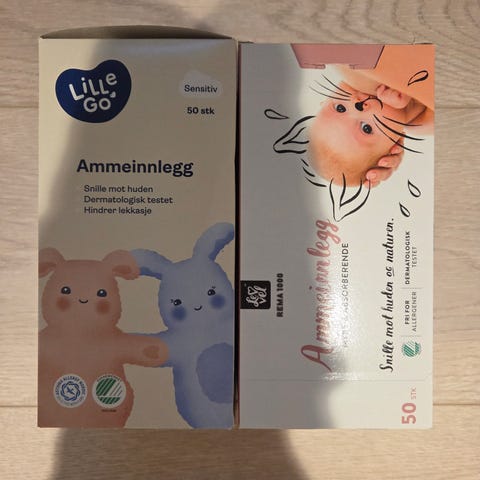 Lille
GO
Sensitiv
50 stk
Ammeinnlegg
Snille mot huden
Dermatologisk testet
Hindrer lekkasje
Ammeinnlegg
ABSORBERENDE
Snille mot huden og naturen.
FRI FOR
ALLERGENER
DERMATOLOGISK
TESTET
REMA 1000
50 STK